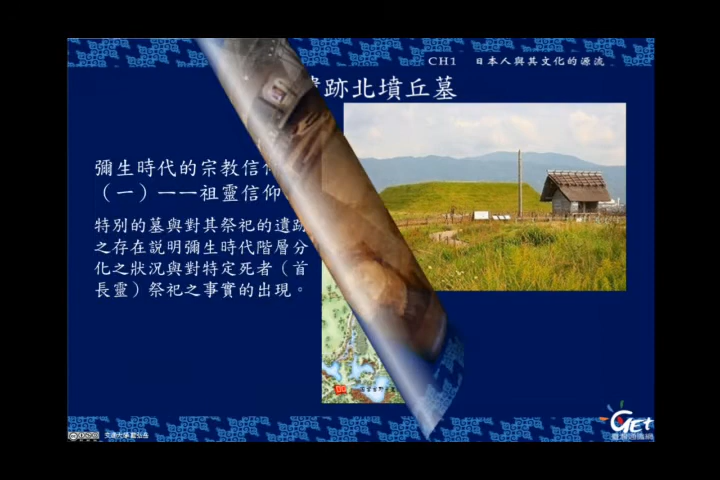 CH1 日本人與其文化的源流
遺跡北墳丘墓
彌生時代的宗教信仰
（一）——祖靈信仰
特別的墓與對其祭祀的遺跡
之存在說明彌生時代階層分
化之狀況與對特定死者（首
長靈）祭祀之事實的出現。
GEt